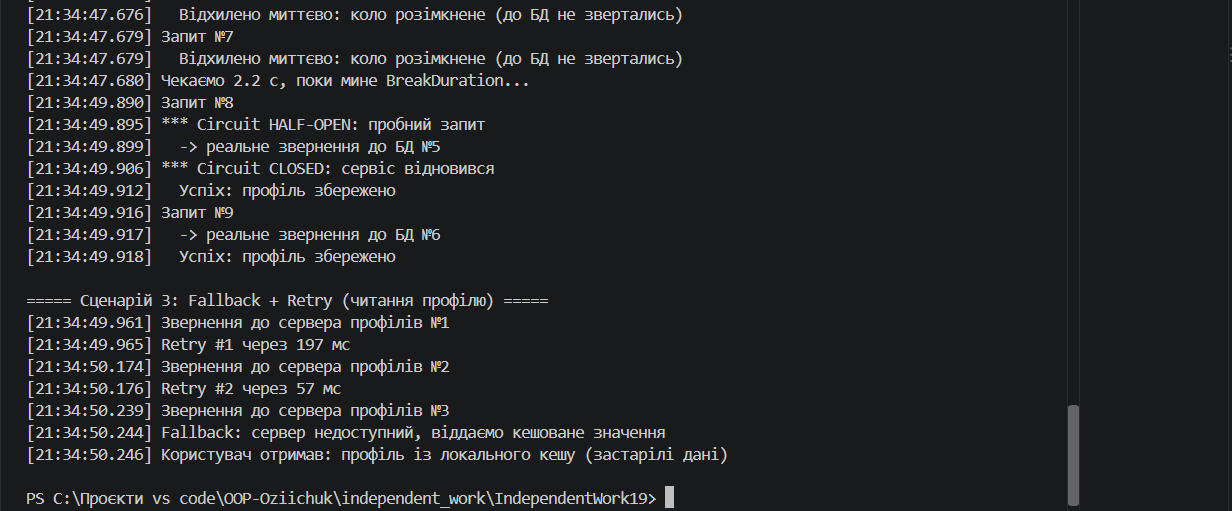 [21:34:47.676]   Відхилено миттєво: коло розімкнене (до БД не звертались)
[21:34:47.679] Запит №7
[21:34:47.679]   Відхилено миттєво: коло розімкнене (до БД не звертались)
[21:34:47.680] Чекаємо 2.2 с, поки мине BreakDuration...
[21:34:49.890] Запит №8
[21:34:49.895] *** Circuit HALF-OPEN: пробний запит
[21:34:49.899]   -> реальне звернення до БД №5
[21:34:49.906] *** Circuit CLOSED: сервіс відновився
[21:34:49.912]   Успіх: профіль збережено
[21:34:49.916] Запит №9
[21:34:49.917]   -> реальне звернення до БД №6
[21:34:49.918]   Успіх: профіль збережено
===== Сценарій 3: Fallback + Retry (читання профілю) =====
[21:34:49.961] Звернення до сервера профілів №1
[21:34:49.965] Retry #1 через 197 мс
[21:34:50.174] Звернення до сервера профілів №2
[21:34:50.176] Retry #2 через 57 мс
[21:34:50.239] Звернення до сервера профілів №3
[21:34:50.244] Fallback: сервер недоступний, віддаємо кешоване значення
[21:34:50.246] Користувач отримав: профіль із локального кешу (застарілі дані)
PS C:\Проєкти vs code\OOP-Oziichuk\independent_work\IndependentWork19>